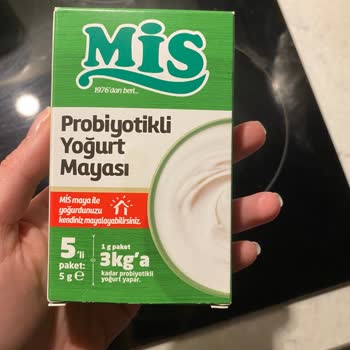 MİS
1976'dan beri...
Probiyotikli
Yoğurt
Mayası
MİS maya ile
yoğurdunuzu
kendiniz mayalayabilirsiniz.
5'li
paket:
5 g ℮
1 g paket
3kg'a
kadar probiyotikli
yoğurt yapar.